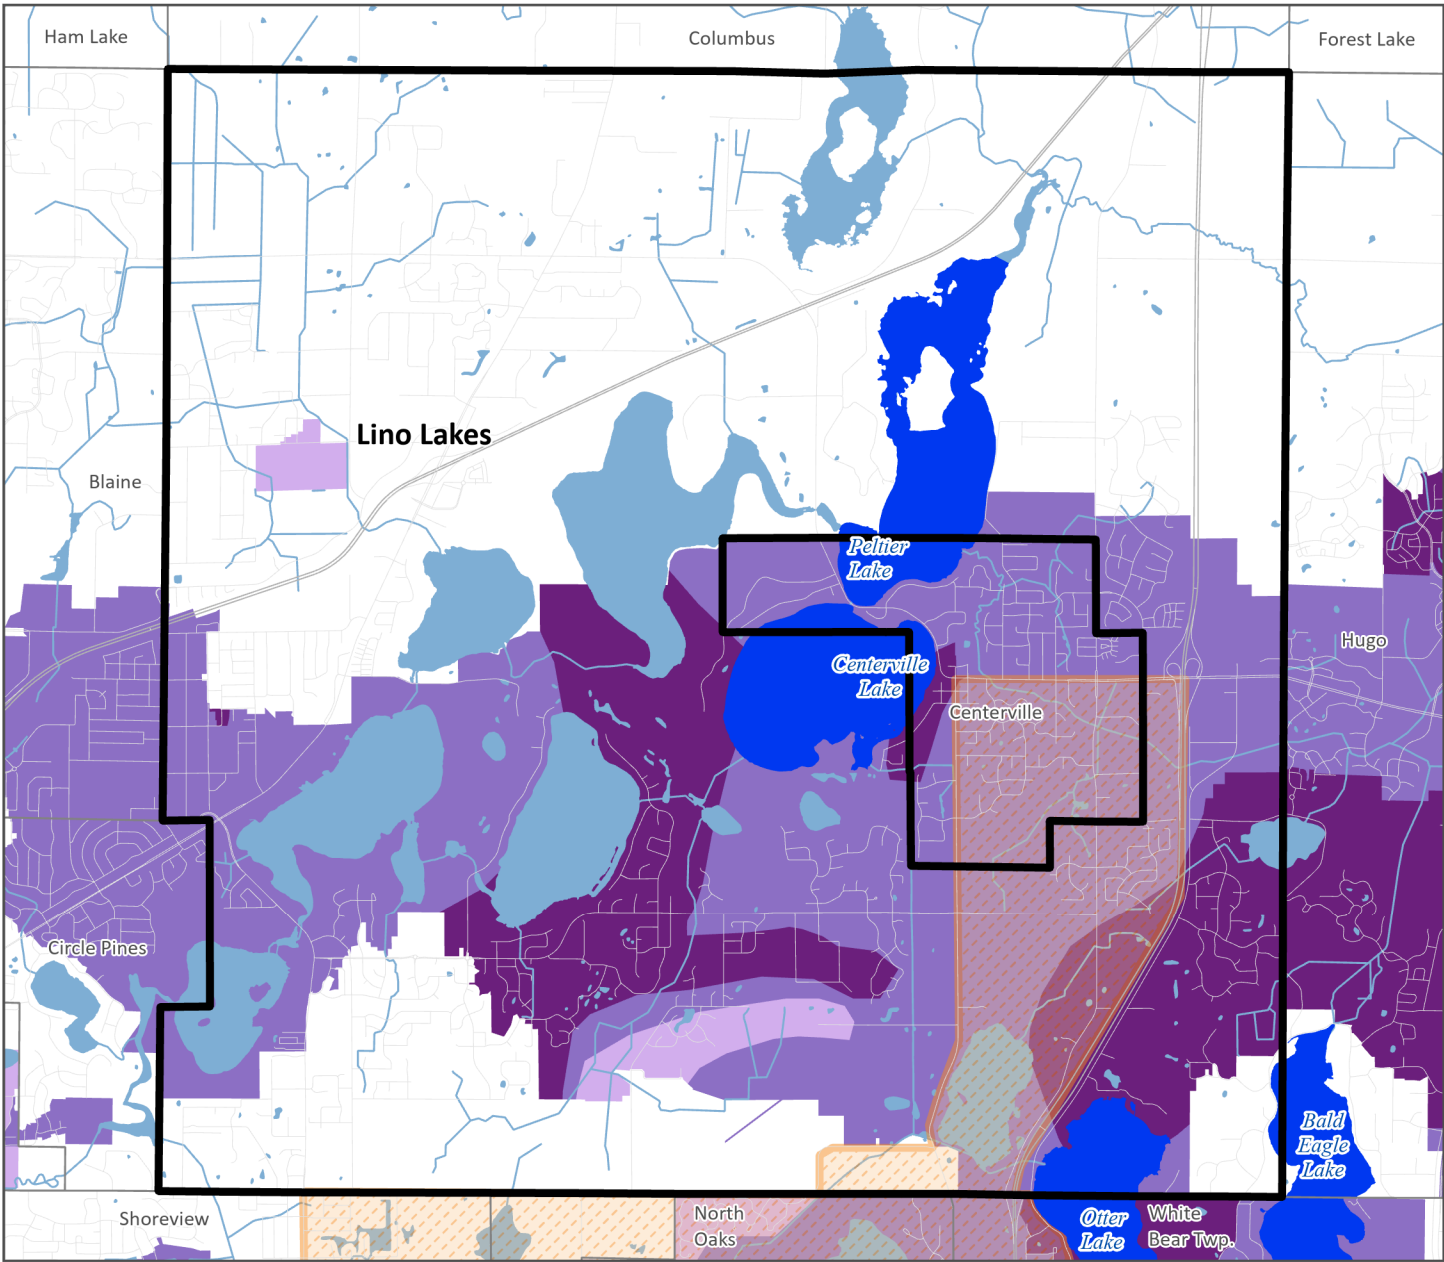 Ham Lake
Columbus
Forest Lake
Lino Lakes
Blaine
Peltier
Lake
Hugo
Centerville
Lake
Centerville
Circle Pines
Bald
Eagle
Lake
Shoreview
North
Oaks
Otter
Lake
White
Bear Twp.